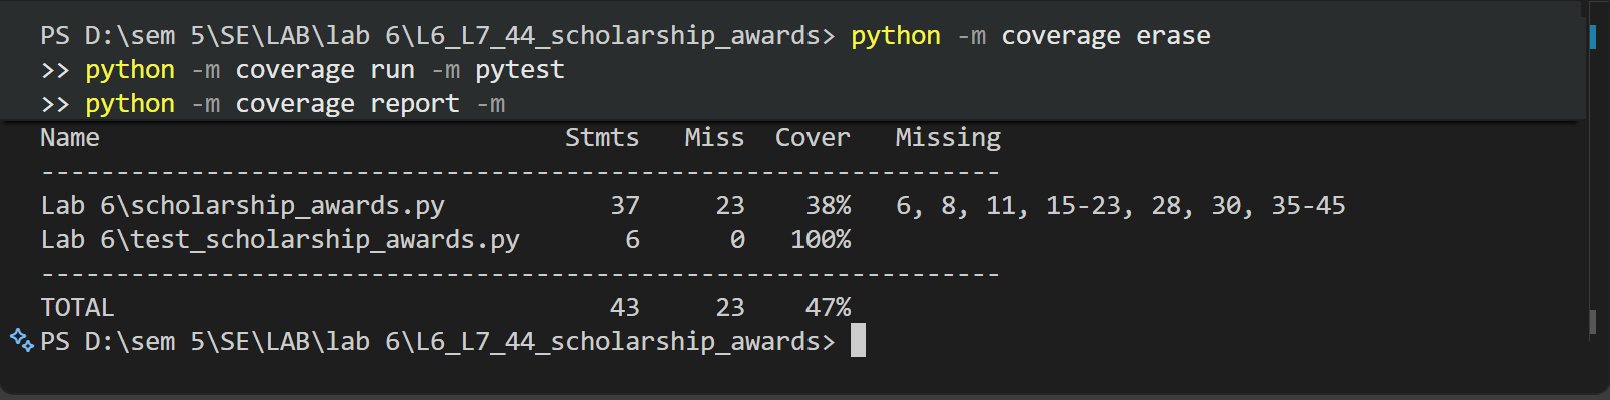 PS D:\sem 5\SE\LAB\lab 6\L6_L7_44_scholarship_awards> python -m coverage erase
>> python -m coverage run -m pytest
>> python -m coverage report -m
Name                               Stmts   Miss  Cover   Missing
----------------------------------------------------------------
Lab 6\scholarship_awards.py           37     23    38%   6, 8, 11, 15-23, 28, 30, 35-45
Lab 6\test_scholarship_awards.py       6      0   100%
----------------------------------------------------------------
TOTAL                                 43     23    47%
PS D:\sem 5\SE\LAB\lab 6\L6_L7_44_scholarship_awards>